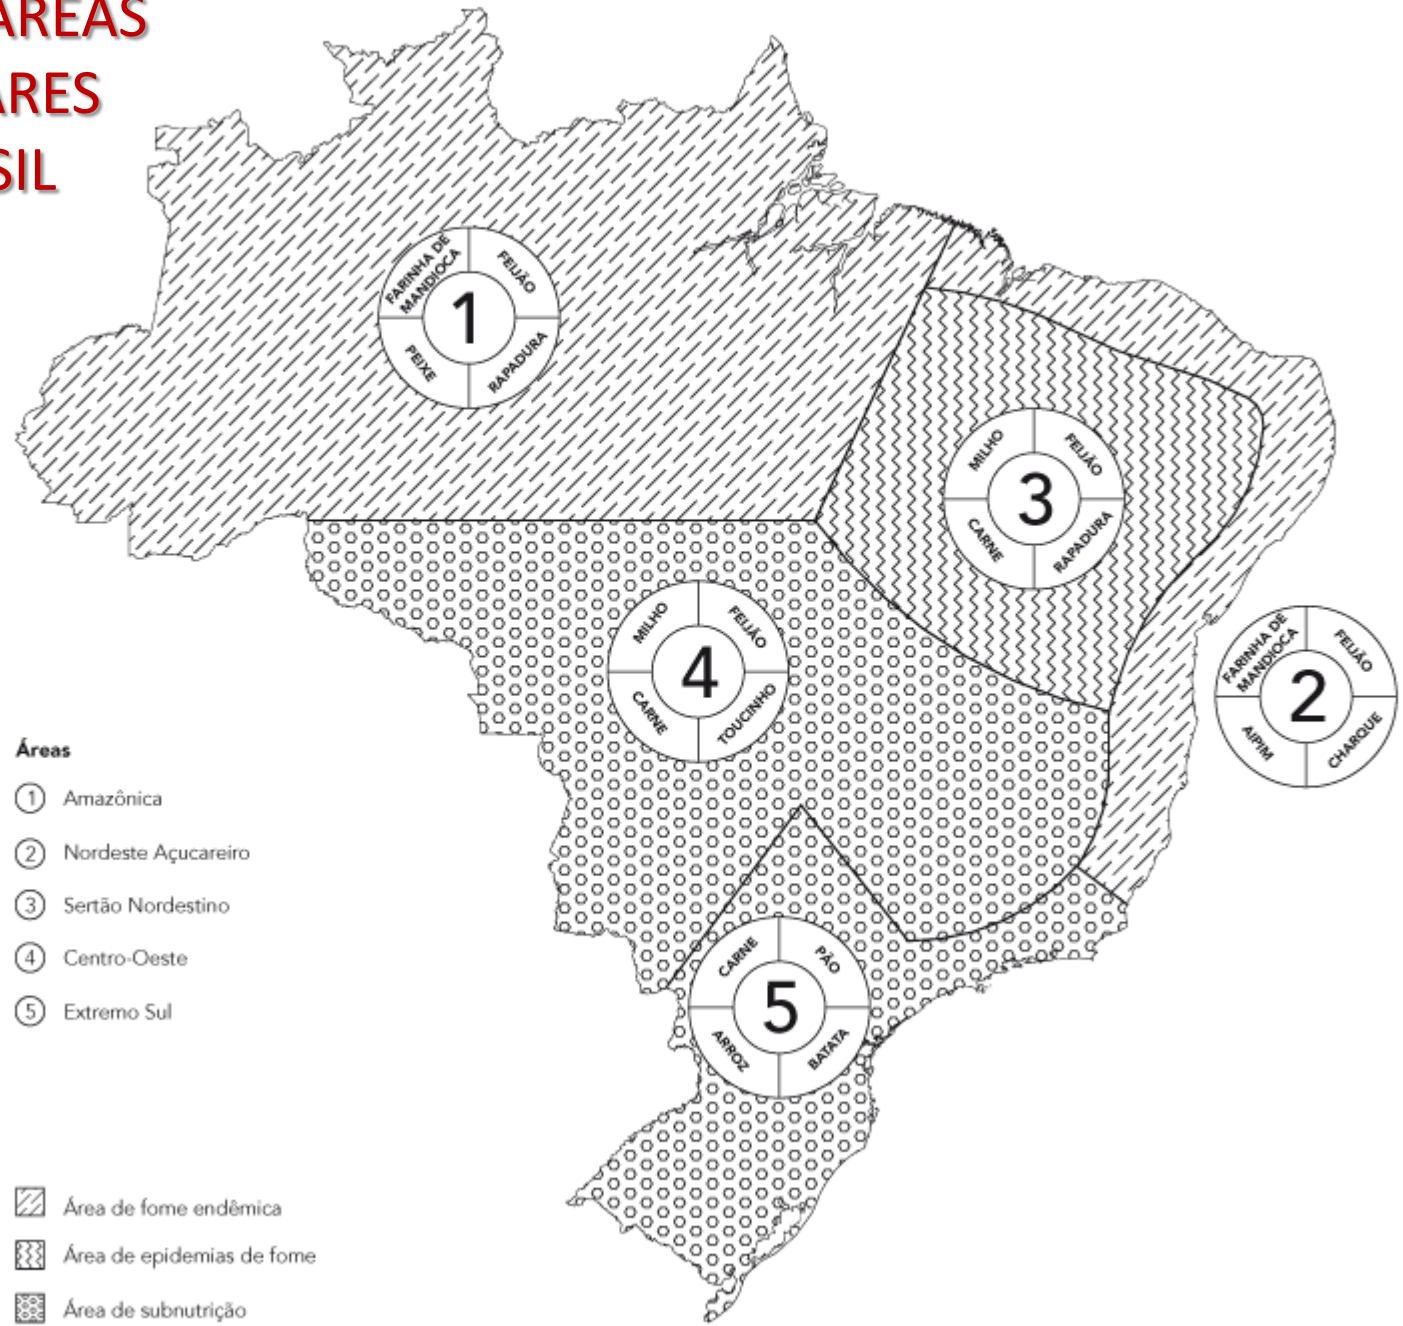 ÁREAS
ARES
SIL
FARINHA DE
MANDIOCA
FEIJÃO
1
PEIXE
RAPADURA
MILHO
FEIJÃO
3
CARNE
RAPADURA
MILHO
FEIJÃO
4
CARNE
TOUCINHO
FARINHA DE
MANDIOCA
FEIJÃO
2
AIPIM
CHARQUE
CARNE
PÃO
5
ARROZ
BATATA
Áreas
1 Amazônica
2 Nordeste Açucareiro
3 Sertão Nordestino
4 Centro-Oeste
5 Extremo Sul
Área de fome endêmica
Área de epidemias de fome
Área de subnutrição